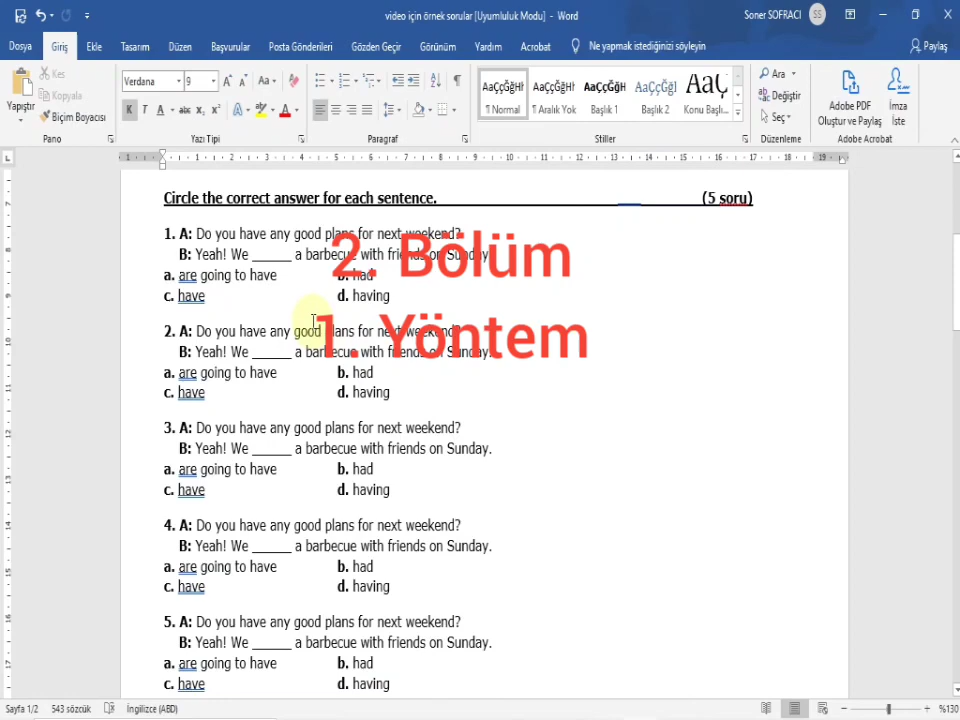 video için örnek sorular [Uyumluluk Modu] - Word
Soner SOFRACI SS
Dosya Giriş Ekle Tasarım Düzen Başvurular Posta Gönderileri Gözden Geçir Görünüm Yardım Acrobat Ne yapmak istediğinizi söyleyin Paylaş
Yapıştır
Kes
Kopyala
Biçim Boyacısı
Pano
Verdana 9
Yazı Tipi
Paragraf
AaÇçĞğH AaÇçĞğH AaÇçĞğH AaÇçĞğİ AaÇ
¶ Normal ¶ Aralık Yok Başlık 1 Başlık 2 Konu Başlı...
Stiller
Ara
Değiştir
Seç
Düzenleme
Adobe PDF
Oluştur ve Paylaş
İmza
İste
Adobe Acrobat
Circle the correct answer for each sentence. (5 soru)
1. A: Do you have any good plans for next weekend?
B: Yeah! We ______ a barbecue with friends on Sunday.
a. are going to have b. had
c. have d. having
2. Bölüm
1. Yöntem
2. A: Do you have any good plans for next weekend?
B: Yeah! We ______ a barbecue with friends on Sunday.
a. are going to have b. had
c. have d. having
3. A: Do you have any good plans for next weekend?
B: Yeah! We ______ a barbecue with friends on Sunday.
a. are going to have b. had
c. have d. having
4. A: Do you have any good plans for next weekend?
B: Yeah! We ______ a barbecue with friends on Sunday.
a. are going to have b. had
c. have d. having
5. A: Do you have any good plans for next weekend?
B: Yeah! We ______ a barbecue with friends on Sunday.
a. are going to have b. had
c. have d. having
Sayfa 1/2 543 sözcük İngilizce (ABD) %130